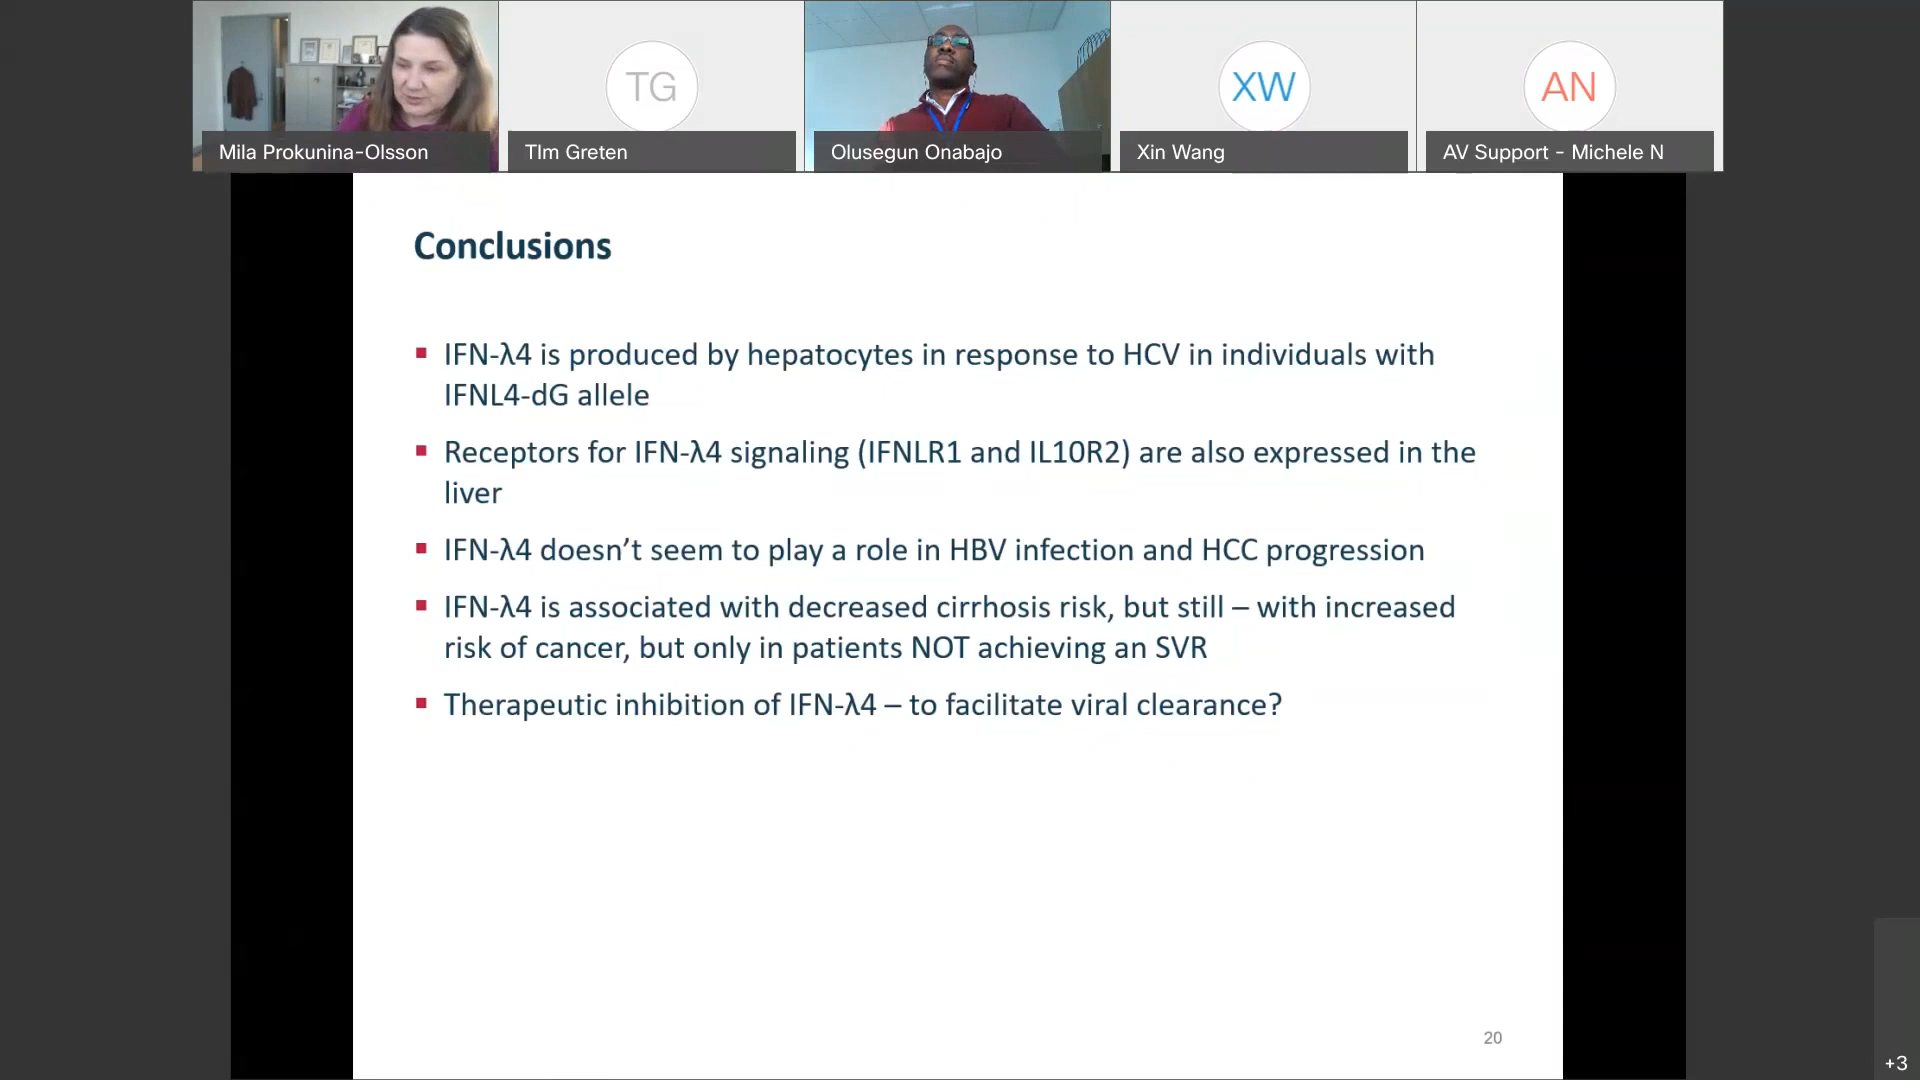 TG
XW
AN
Mila Prokunina-Olsson
TIm Greten
Olusegun Onabajo
Xin Wang
AV Support - Michele N
Conclusions
▪ IFN-λ4 is produced by hepatocytes in response to HCV in individuals with
IFNL4-dG allele
▪ Receptors for IFN-λ4 signaling (IFNLR1 and IL10R2) are also expressed in the
liver
▪ IFN-λ4 doesn’t seem to play a role in HBV infection and HCC progression
▪ IFN-λ4 is associated with decreased cirrhosis risk, but still – with increased
risk of cancer, but only in patients NOT achieving an SVR
▪ Therapeutic inhibition of IFN-λ4 – to facilitate viral clearance?
20
+3